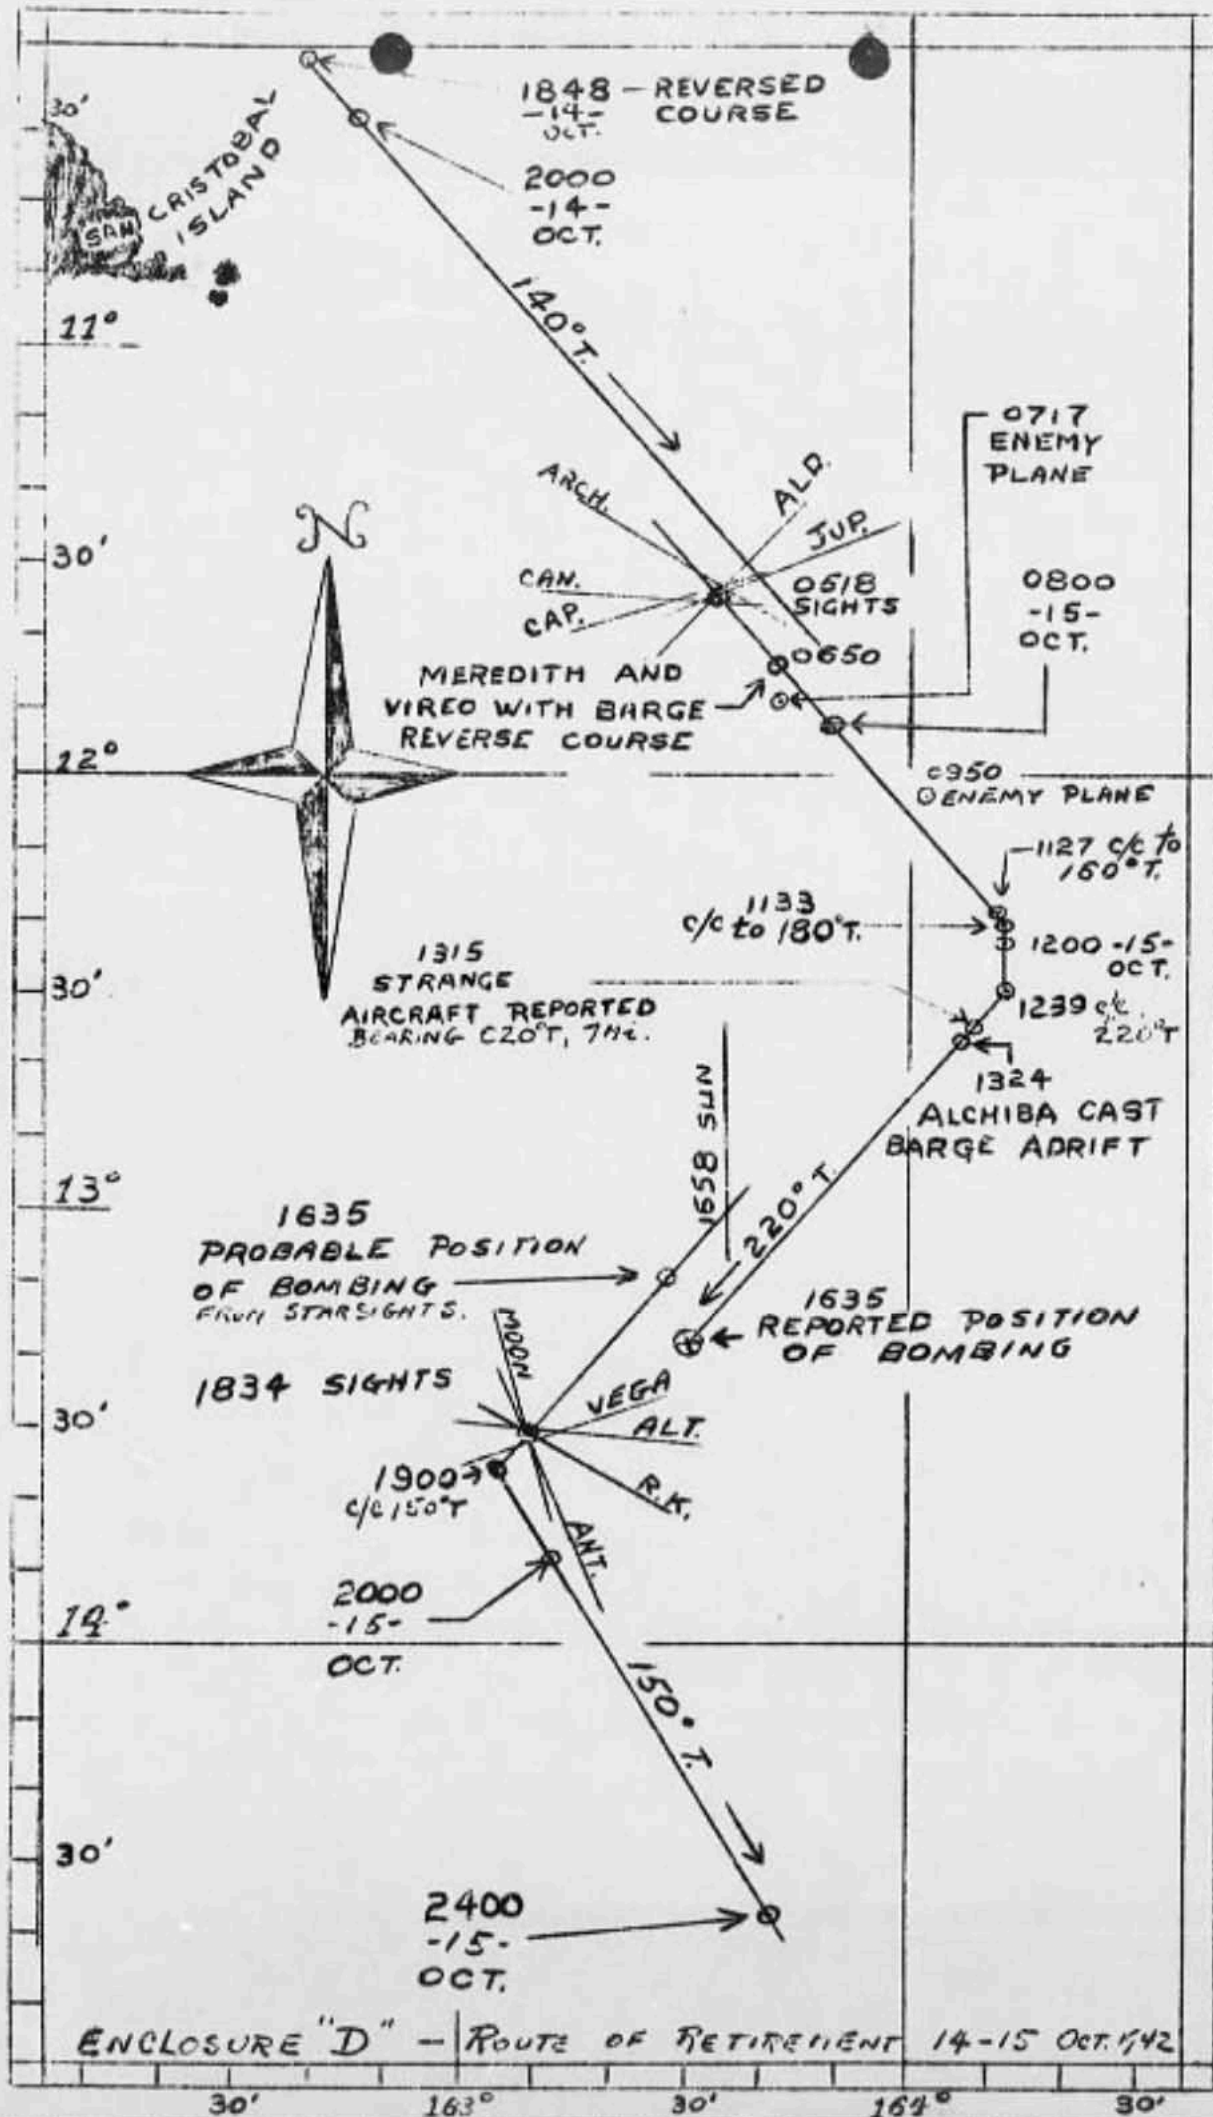 1848 - REVERSED
-14- COURSE
OCT.
30'
SAN CRISTOBAL
ISLAND
2000
-14-
OCT.
11°
140° T.
0717
ENEMY
PLANE
ARCH.
ALD.
JUP.
30'
N
CAN.
CAP.
0618
SIGHTS
0800
-15-
OCT.
0650
MEREDITH AND
VIREO WITH BARGE
REVERSE COURSE
12°
0950
ENEMY PLANE
1127 c/c to
160° T.
1133
c/c to 180° T.
1200 -15-
OCT.
30'
1315
STRANGE
AIRCRAFT REPORTED
BEARING 020°T, 7Mi.
1239 c/c
220°T
1324
ALCHIBA CAST
BARGE ADRIFT
1658 SUN
13°
220° T.
1635
PROBABLE POSITION
OF BOMBING
FROM STARSIGHTS.
1635
REPORTED POSITION
OF BOMBING
MOON
1834 SIGHTS
VEGA
30'
ALT.
R.K.
1900
c/c 150°T
ANT.
2000
-15-
OCT.
14°
150° T.
30'
2400
-15-
OCT.
ENCLOSURE "D" - ROUTE OF RETIREMENT 14-15 OCT. 1942
30' 163° 30' 164° 30'